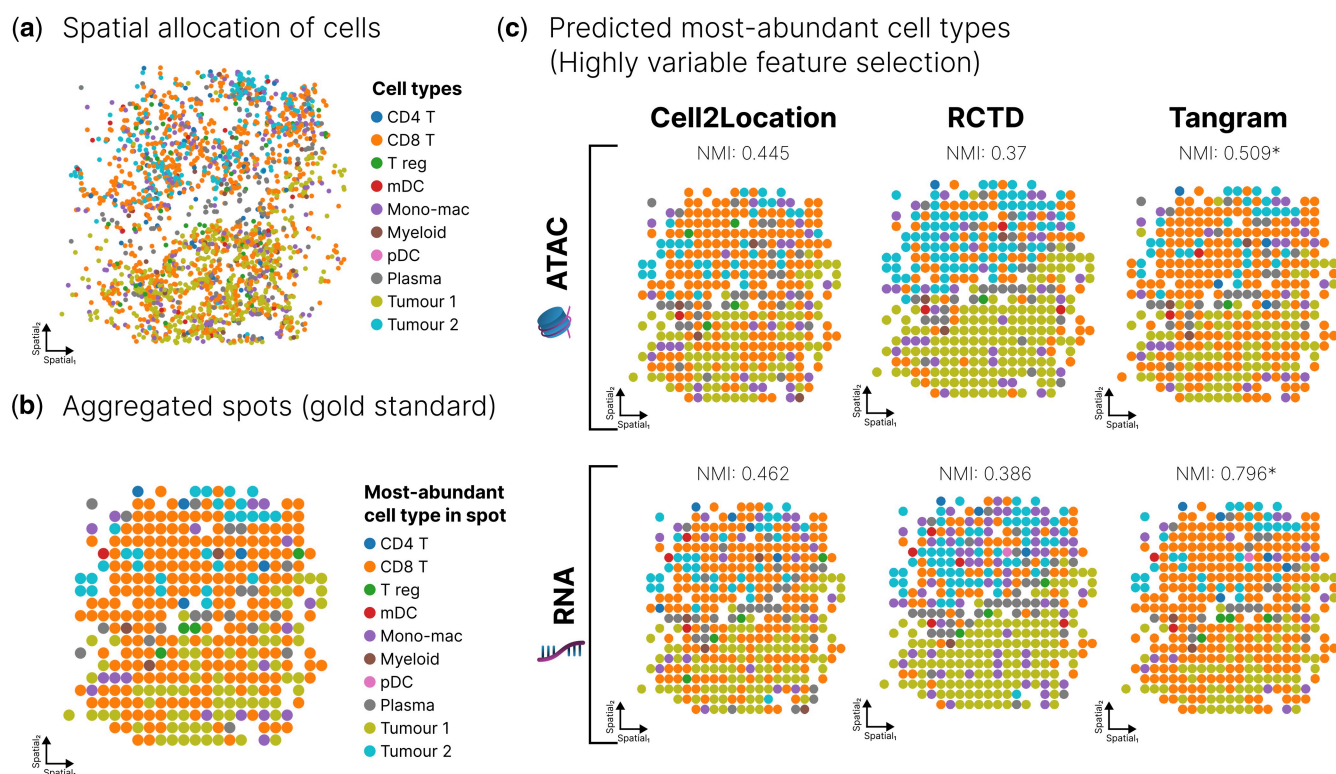 (a) Spatial allocation of cells
Cell types
CD4 T
CD8 T
T reg
mDC
Mono-mac
Myeloid
pDC
Plasma
Tumour 1
Tumour 2
Spatial₂
Spatial₁
(b) Aggregated spots (gold standard)
Most-abundant
cell type in spot
CD4 T
CD8 T
T reg
mDC
Mono-mac
Myeloid
pDC
Plasma
Tumour 1
Tumour 2
Spatial₂
Spatial₁
(c) Predicted most-abundant cell types
(Highly variable feature selection)
Cell2Location
RCTD
Tangram
ATAC
NMI: 0.445
NMI: 0.37
NMI: 0.509*
Spatial₂
Spatial₁
Spatial₂
Spatial₁
Spatial₂
Spatial₁
RNA
NMI: 0.462
NMI: 0.386
NMI: 0.796*
Spatial₂
Spatial₁
Spatial₂
Spatial₁
Spatial₂
Spatial₁